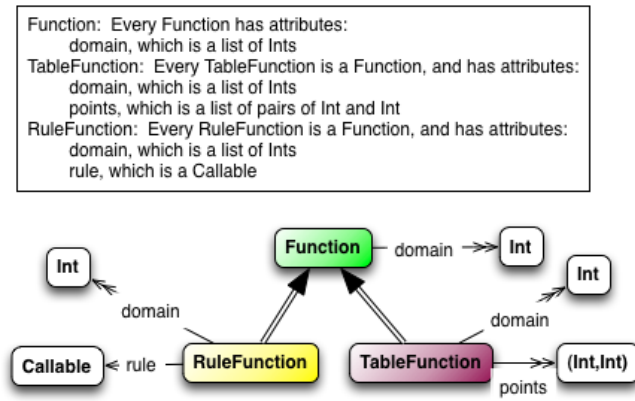 Function:  Every Function has attributes:
domain, which is a list of Ints
TableFunction:  Every TableFunction is a Function, and has attributes:
domain, which is a list of Ints
points, which is a list of pairs of Int and Int
RuleFunction:  Every RuleFunction is a Function, and has attributes:
domain, which is a list of Ints
rule, which is a Callable
Function
domain
Int
Int
Int
domain
domain
Callable
rule
RuleFunction
TableFunction
points
(Int,Int)